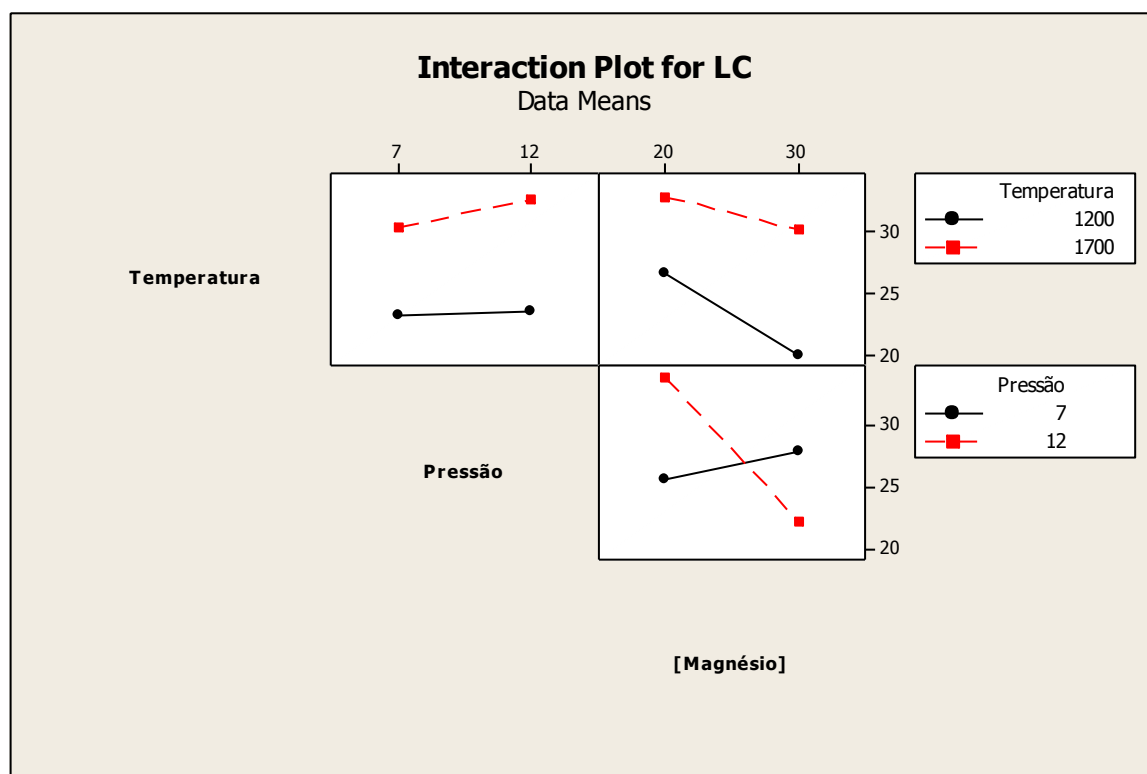 Interaction Plot for LC
Data Means
7 12 20 30
Temperatura
1200
1700
30
25
20
Temperatura
Pressão
7
12
30
25
20
Pressão
[Magnésio]